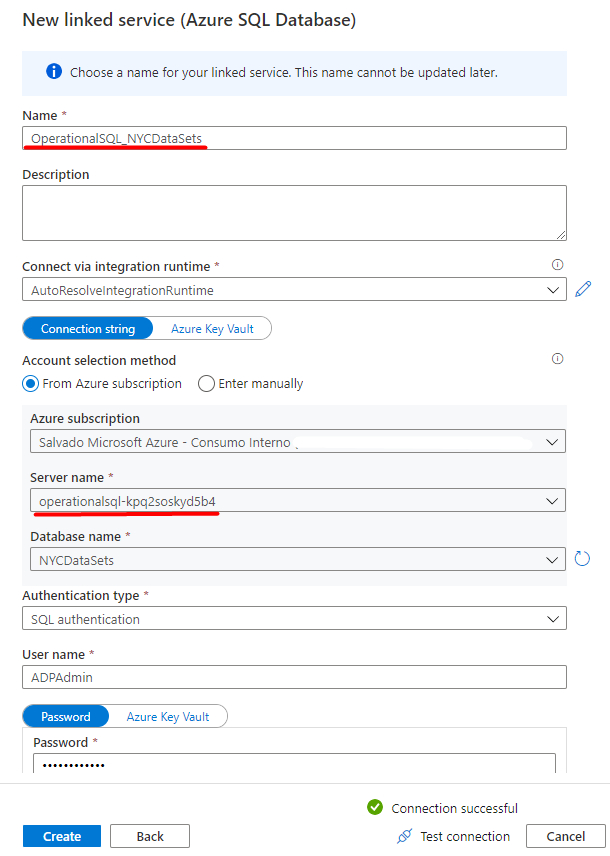 New linked service (Azure SQL Database)
Choose a name for your linked service. This name cannot be updated later.
Name *
OperationalSQL_NYCDataSets
Description
Connect via integration runtime *
AutoResolveIntegrationRuntime
Connection string Azure Key Vault
Account selection method
From Azure subscription Enter manually
Azure subscription
Salvado Microsoft Azure - Consumo Interno
Server name *
operationalsql-kpq2soskyd5b4
Database name *
NYCDataSets
Authentication type *
SQL authentication
User name *
ADPAdmin
Password Azure Key Vault
Password *
••••••••••••
Connection successful
Create Back Test connection Cancel